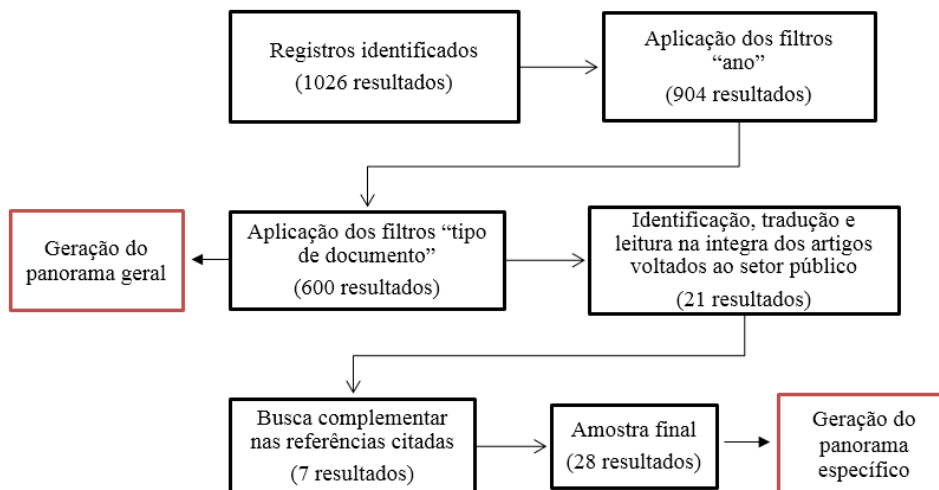 Registros identificados
(1026 resultados)
Aplicação dos filtros
“ano”
(904 resultados)
Geração do
panorama geral
Aplicação dos filtros “tipo
de documento”
(600 resultados)
Identificação, tradução e
leitura na integra dos artigos
voltados ao setor público
(21 resultados)
Busca complementar
nas referências citadas
(7 resultados)
Amostra final
(28 resultados)
Geração do
panorama
específico